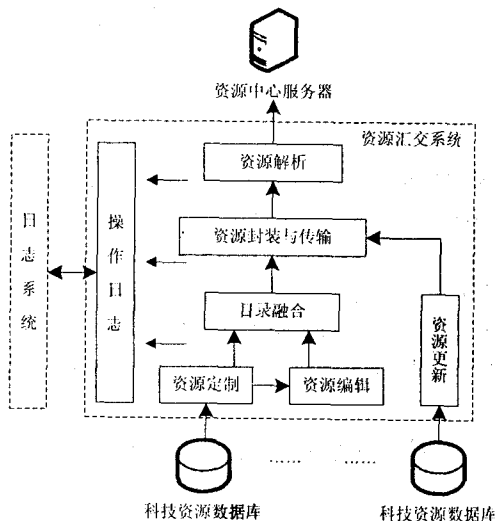 资源中心服务器
资源汇交系统
资源解析
日志系统
操作日志
资源封装与传输
目录融合
资源更新
资源定制
资源编辑
……
……
科技资源数据库
科技资源数据库